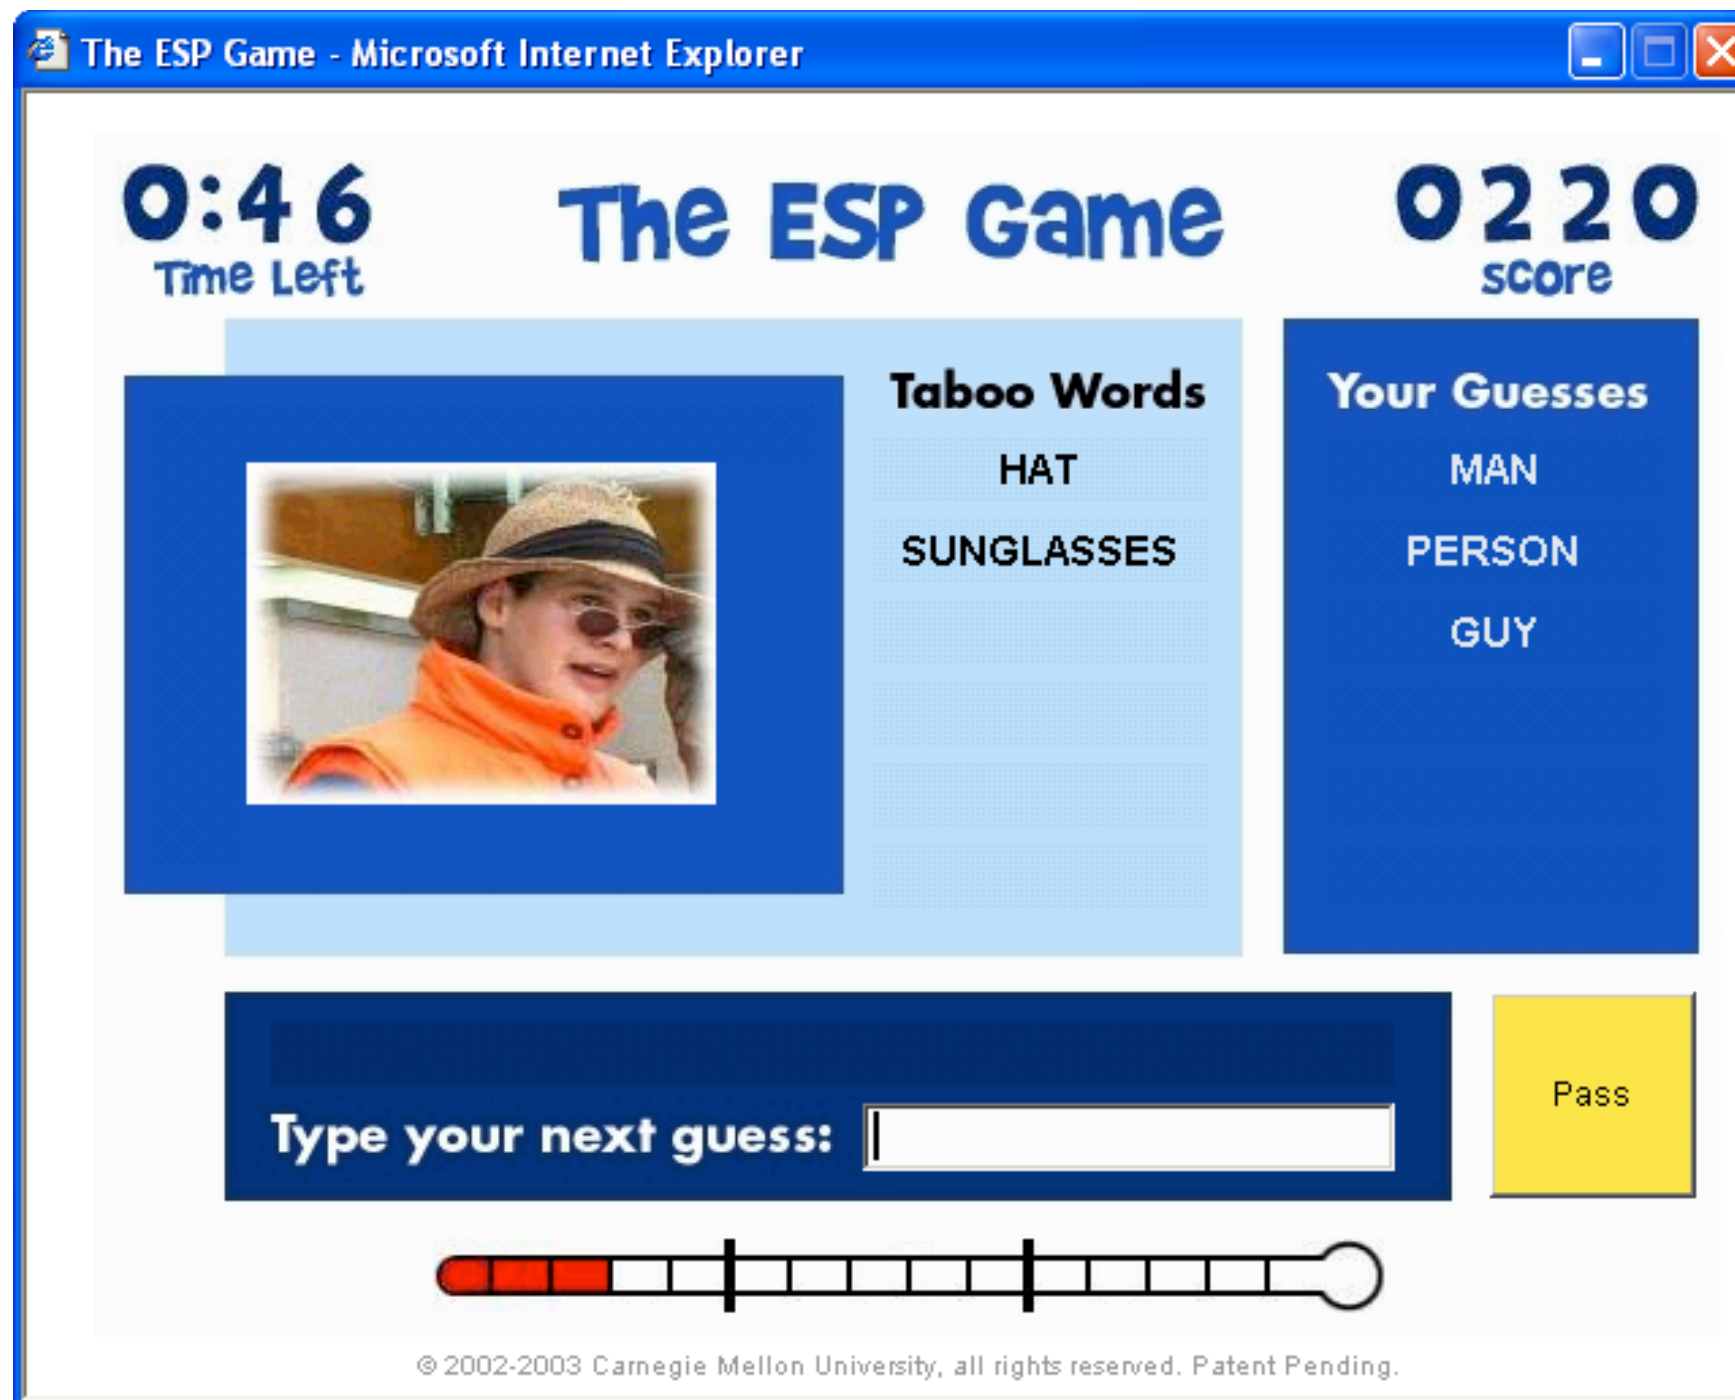 The ESP Game - Microsoft Internet Explorer
0:46
Time Left
The ESP Game
0220
score
Taboo Words
HAT
SUNGLASSES
Your Guesses
MAN
PERSON
GUY
Type your next guess:
Pass
© 2002-2003 Carnegie Mellon University, all rights reserved. Patent Pending.